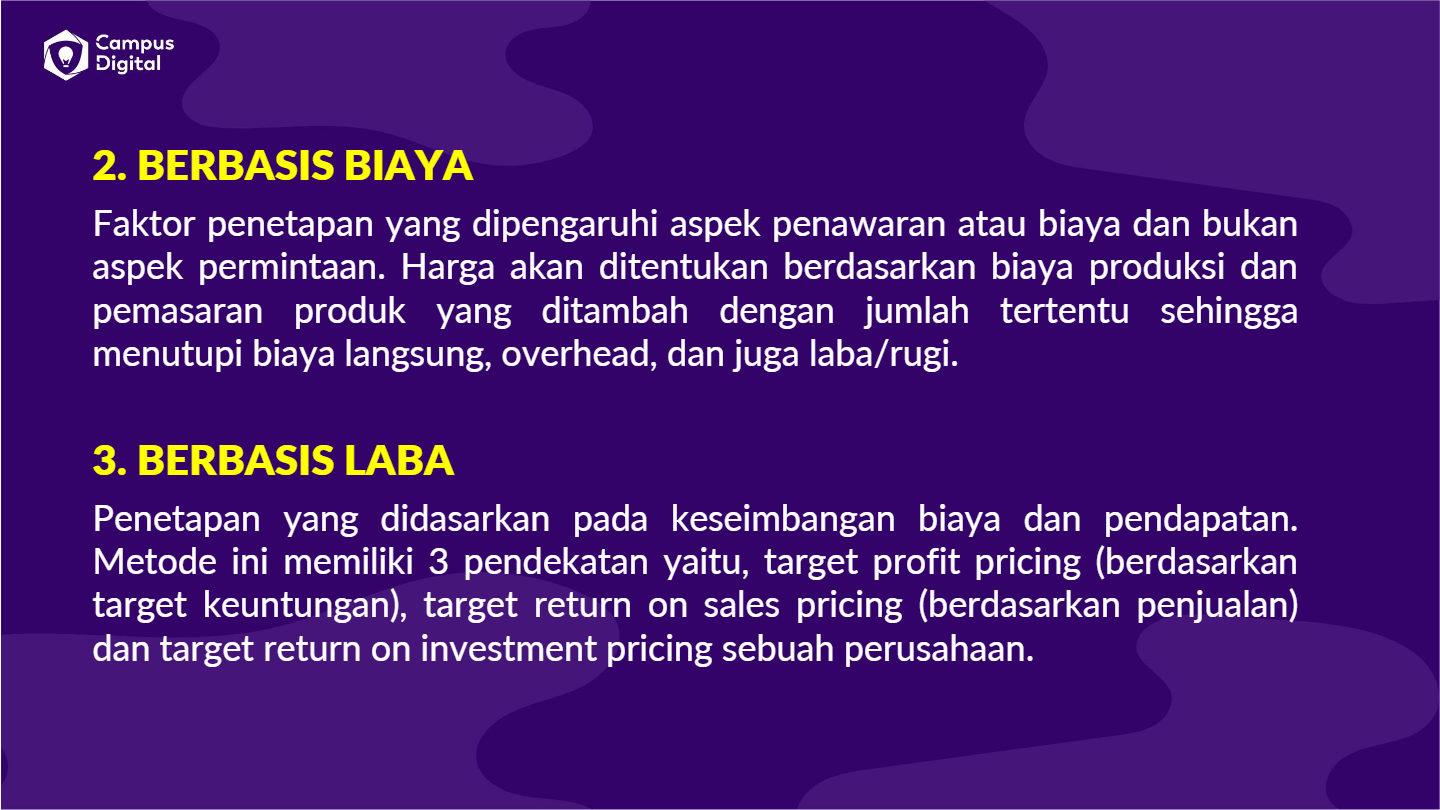 Campus
Digital
2. BERBASIS BIAYA
Faktor penetapan yang dipengaruhi aspek penawaran atau biaya dan bukan
aspek permintaan. Harga akan ditentukan berdasarkan biaya produksi dan
pemasaran produk yang ditambah dengan jumlah tertentu sehingga
menutupi biaya langsung, overhead, dan juga laba/rugi.
3. BERBASIS LABA
Penetapan yang didasarkan pada keseimbangan biaya dan pendapatan.
Metode ini memiliki 3 pendekatan yaitu, target profit pricing (berdasarkan
target keuntungan), target return on sales pricing (berdasarkan penjualan)
dan target return on investment pricing sebuah perusahaan.